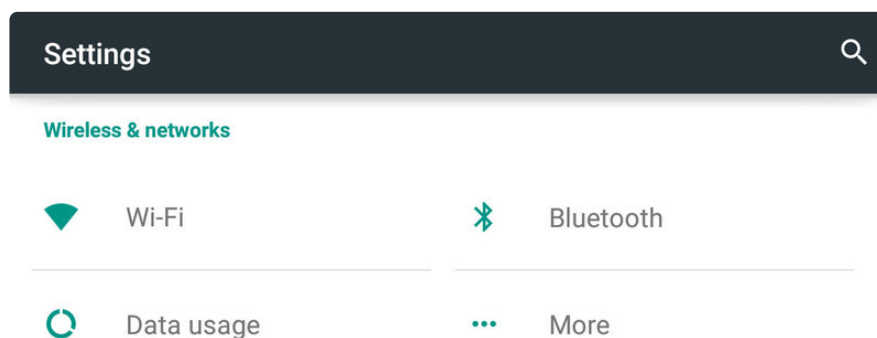 Settings
Wireless & networks
Wi-Fi
Bluetooth
Data usage
More